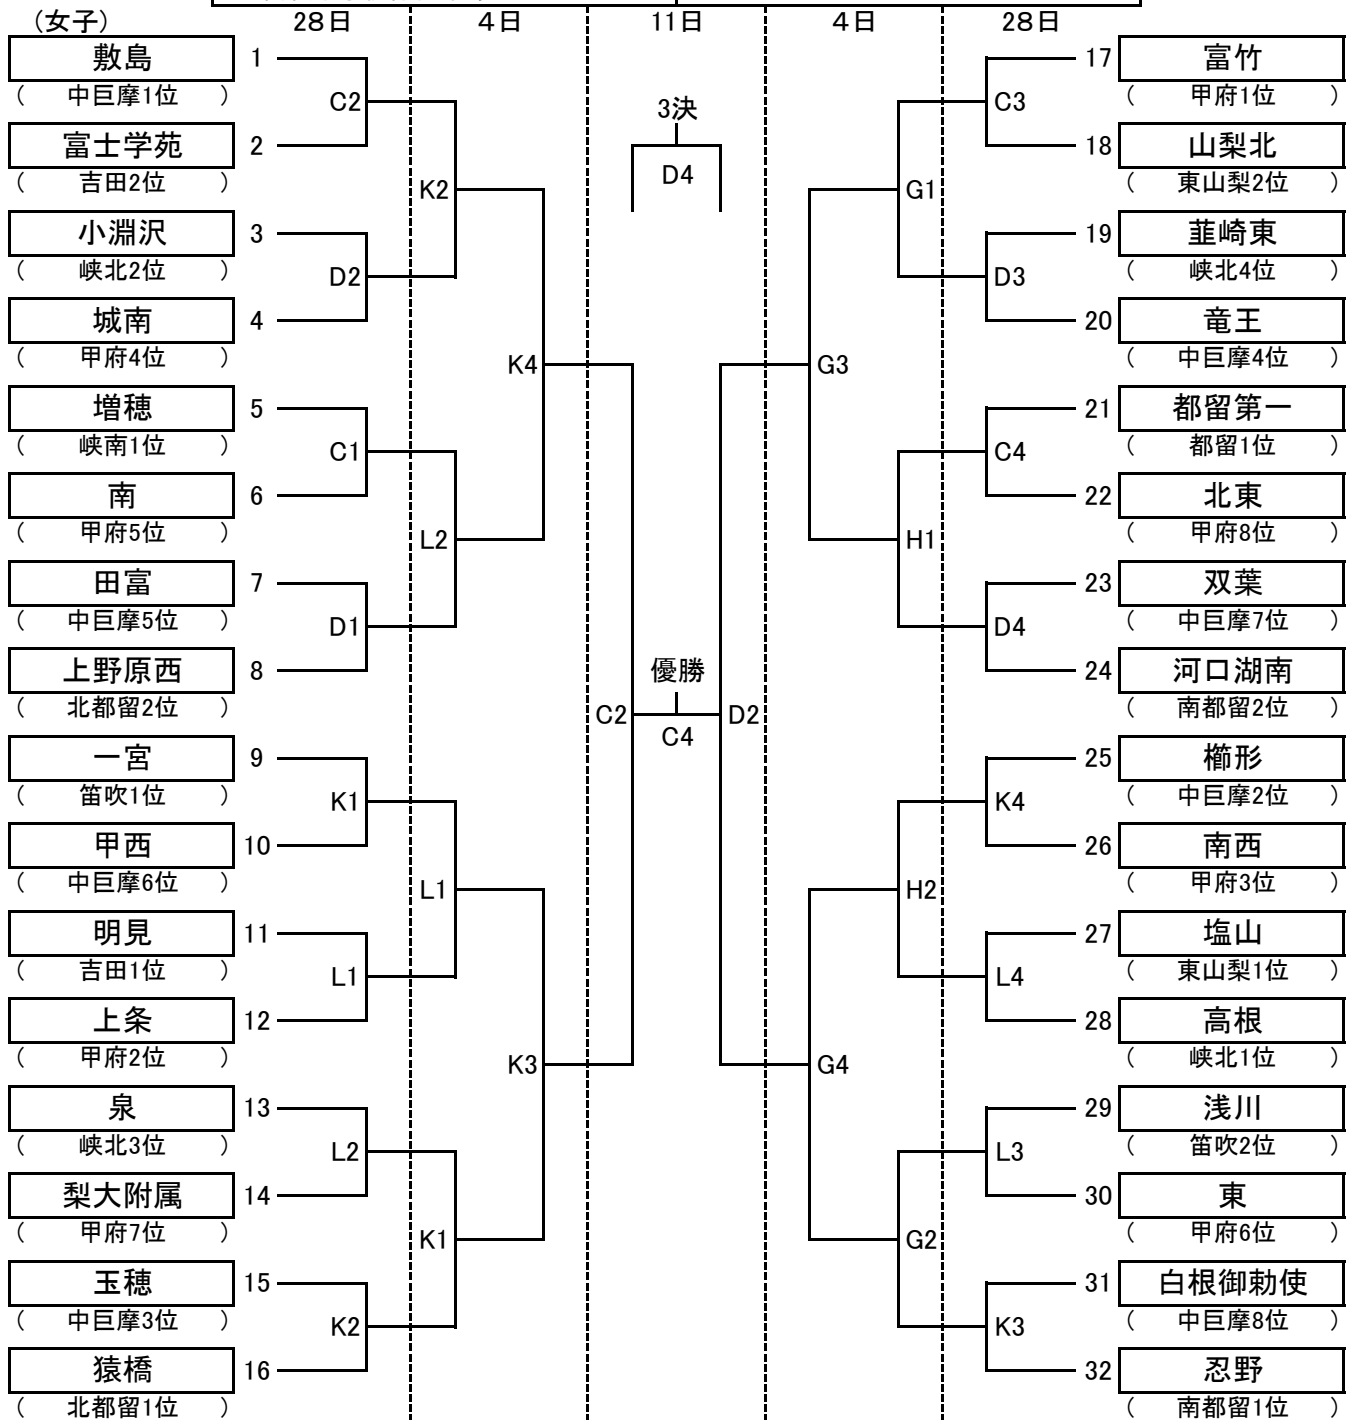 （女子）　28日　4日　11日　4日　28日
敷島　1　17　富竹
（　中巨摩1位　）　C2　C3　（　甲府1位　）
3決
富士学苑　2　18　山梨北
（　吉田2位　）　K2　D4　G1　（　東山梨2位　）
小淵沢　3　19　韮崎東
（　峡北2位　）　D2　D3　（　峡北4位　）
城南　4　20　竜王
（　甲府4位　）　K4　G3　（　中巨摩4位　）
増穂　5　21　都留第一
（　峡南1位　）　C1　C4　（　都留1位　）
南　6　22　北東
（　甲府5位　）　L2　H1　（　甲府8位　）
田富　7　23　双葉
（　中巨摩5位　）　D1　D4　（　中巨摩7位　）
上野原西　8　優勝　24　河口湖南
（　北都留2位　）　C2　D2　（　南都留2位　）
C4
一宮　9　25　櫛形
（　笛吹1位　）　K1　K4　（　中巨摩2位　）
甲西　10　26　南西
（　中巨摩6位　）　L1　H2　（　甲府3位　）
明見　11　27　塩山
（　吉田1位　）　L1　L4　（　東山梨1位　）
上条　12　28　高根
（　甲府2位　）　K3　G4　（　峡北1位　）
泉　13　29　浅川
（　峡北3位　）　L2　L3　（　笛吹2位　）
梨大附属　14　30　東
（　甲府7位　）　K1　G2　（　甲府6位　）
玉穂　15　31　白根御勅使
（　中巨摩3位　）　K2　K3　（　中巨摩8位　）
猿橋　16　32　忍野
（　北都留1位　）　（　南都留1位　）